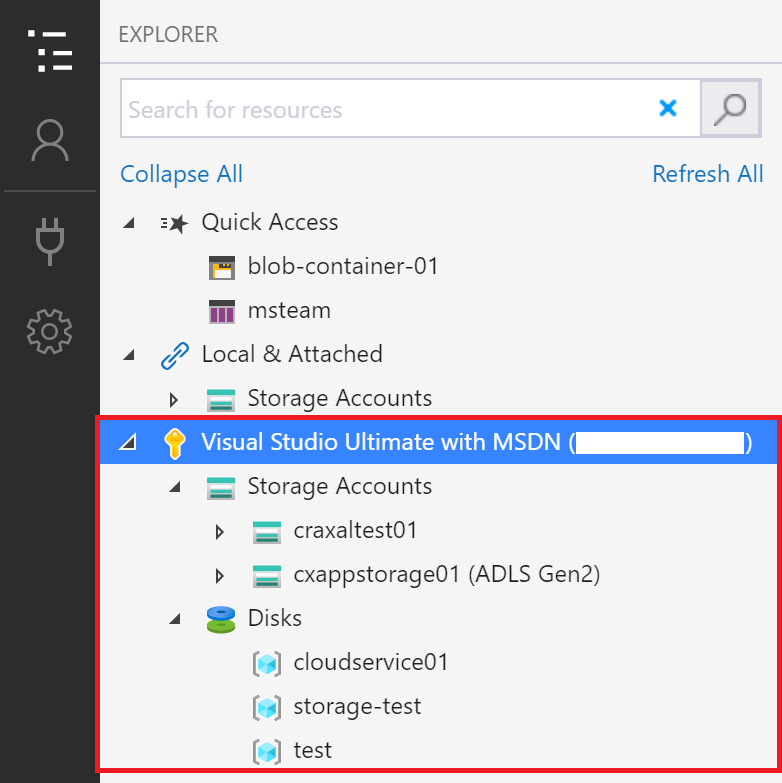 EXPLORER
Search for resources
Collapse All Refresh All
Quick Access
blob-container-01
msteam
Local & Attached
Storage Accounts
Visual Studio Ultimate with MSDN ( )
Storage Accounts
craxaltest01
cxappstorage01 (ADLS Gen2)
Disks
cloudservice01
storage-test
test